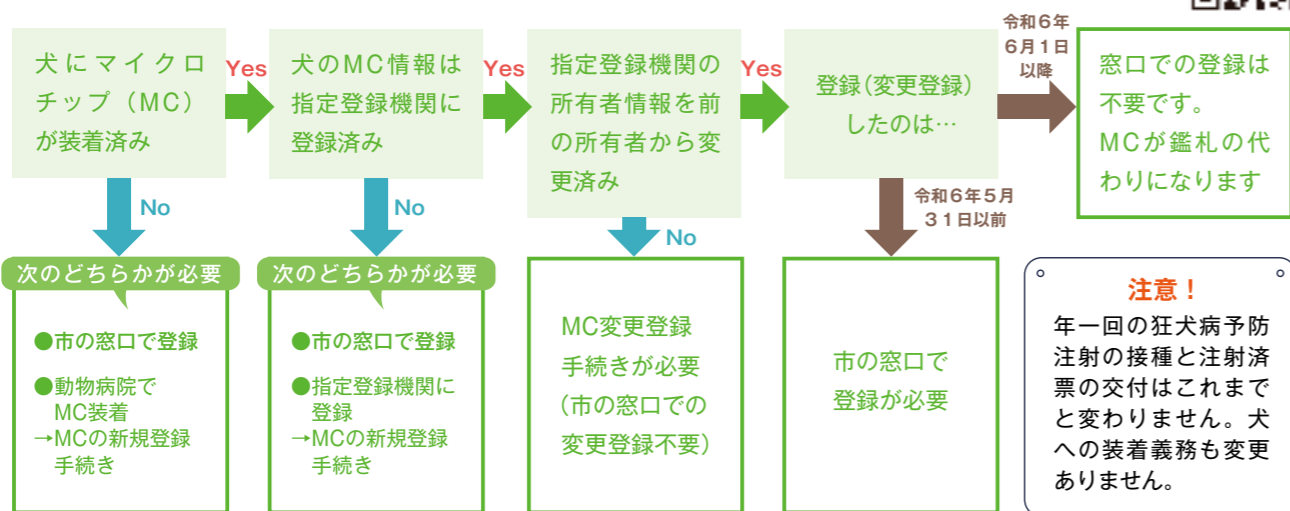 犬にマイクロ
チップ（MC）
が装着済み
Yes
犬のMC情報は
指定登録機関に
登録済み
Yes
指定登録機関の
所有者情報を前
の所有者から変
更済み
Yes
登録（変更登録）
したのは…
令和6年
6月1日
以降
窓口での登録は
不要です。
MCが鑑札の代
わりになります
No
No
No
令和6年5月
31日以前
次のどちらかが必要
●市の窓口で登録
●動物病院で
MC装着
→MCの新規登録
手続き
次のどちらかが必要
●市の窓口で登録
●指定登録機関に
登録
→MCの新規登録
手続き
MC変更登録
手続きが必要
（市の窓口での
変更登録不要）
市の窓口で
登録が必要
注意！
年一回の狂犬病予防
注射の接種と注射済
票の交付はこれまで
と変わりません。犬
への装着義務も変更
ありません。